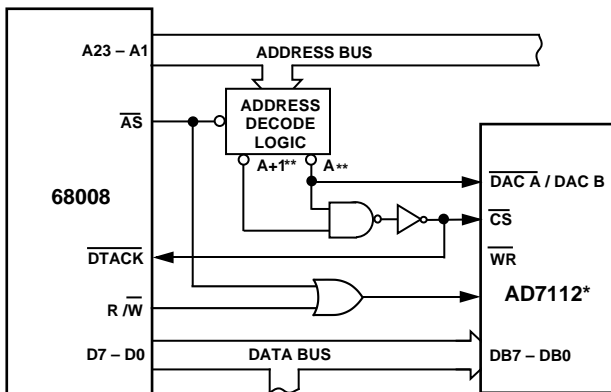 A23 – A1
ADDRESS BUS
AS
ADDRESS
DECODE
LOGIC
A+1**
A**
68008
DAC A / DAC B
CS
DTACK
WR
R / W
AD7112*
D7 – D0
DATA BUS
DB7 – DB0